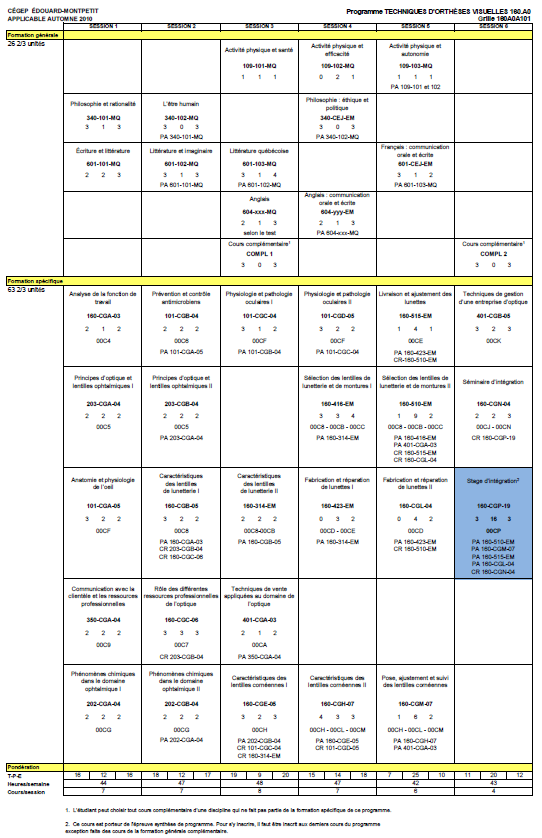 CÉGEP ÉDOUARD-MONTPETIT
Programme TECHNIQUES D'ORTHÈSES VISUELLES 160.A0
APPLICABLE AUTOMNE 2010
Grille 160A0A101
SESSION 1 SESSION 2 SESSION 3 SESSION 4 SESSION 5 SESSION 6
Formation générale
26 2/3 unités
Activité physique et santé
109-101-MQ
1 1 1
Activité physique et
efficacité
109-102-MQ
0 2 1
Activité physique et
autonomie
109-103-MQ
1 1 1
PA 109-101 et 102
Philosophie et rationalité
340-101-MQ
3 1 3
L'être humain
340-102-MQ
3 0 3
PA 340-101-MQ
Philosophie : éthique et
politique
340-CEJ-EM
3 0 3
PA 340-102-MQ
Écriture et littérature
601-101-MQ
2 2 3
Littérature et imaginaire
601-102-MQ
3 1 3
PA 601-101-MQ
Littérature québécoise
601-103-MQ
3 1 4
PA 601-102-MQ
Français : communication
orale et écrite
601-CEJ-EM
3 1 2
PA 601-103-MQ
Anglais
604-xxx-MQ
2 1 3
selon le test
Anglais : communication
orale et écrite
604-yyy-EM
2 1 3
PA 604-xxx-MQ
Cours complémentaire1
COMPL 1
3 0 3
Cours complémentaire1
COMPL 2
3 0 3
Formation spécifique
63 2/3 unités
Analyse de la fonction de
travail
160-CGA-03
2 1 2
00C4
Prévention et contrôle
antimicrobiens
101-CGB-04
2 2 2
00C6
PA 101-CGA-05
Physiologie et pathologie
oculaires I
101-CGC-04
3 1 2
00CF
PA 101-CGB-04
Physiologie et pathologie
oculaires II
101-CGD-05
3 2 2
00CF
PA 101-CGC-04
Livraison et ajustement des
lunettes
160-515-EM
1 4 1
00CE
PA 160-423-EM
CR-160-510-EM
Techniques de gestion
d'une entreprise d'optique
401-CGB-05
3 2 3
00CK
Principes d'optique et
lentilles ophtalmiques I
203-CGA-04
2 2 2
00C5
Principes d'optique et
lentilles ophtalmiques II
203-CGB-04
2 2 2
00C5
PA 203-CGA-04
Sélection des lentilles de
lunetterie et de montures I
160-416-EM
3 3 4
00C8 - 00CB - 00CC
PA 160-314-EM
Sélection des lentilles de
lunetterie et de montures II
160-510-EM
1 9 2
00C8 - 00CB - 00CC
PA 160-416-EM
PA 401-CGA-03
CR 160-515-EM
CR 160-CGL-04
Séminaire d'intégration
160-CGN-04
2 2 3
00CJ - 00CN
CR 160-CGP-19
Anatomie et physiologie
de l'oeil
101-CGA-05
3 2 2
00CF
Caractéristiques
des lentilles
de lunetterie I
160-CGB-05
3 2 2
00C8
PA 160-CGA-03
CR 203-CGB-04
CR 160-CGC-06
Caractéristiques
des lentilles
de lunetterie II
160-314-EM
2 2 2
00C8-00CB
PA 160-CGB-05
Fabrication et réparation
de lunettes I
160-423-EM
0 3 2
00CD
PA 160-314-EM
Fabrication et réparation de
lunettes II
160-CGL-04
0 4 2
00CD
PA 160-423-EM
CR 160-510-EM
Stage d'intégration2
160-CGP-19
3 16 3
00CP
PA 160-510-EM
PA 160-CGM-07
PA 160-515-EM
PA 160-CGL-04
CR 160-CGN-04
Communication avec la
clientèle et les ressources
professionnelles
350-CGA-04
2 2 2
00C9
Rôle des différentes
ressources professionnelles
de l'optique
160-CGC-06
3 3 3
00C7
CR 203-CGB-04
Techniques de vente
appliquées au domaine de
l'optique
401-CGA-03
2 1 2
00CA
PA 350-CGA-04
Phénomènes chimiques
dans le domaine
ophtalmique I
202-CGA-04
2 2 2
00CG
Phénomènes chimiques
dans le domaine
ophtalmique II
202-CGB-04
2 2 2
00CG
PA 202-CGA-04
Caractéristiques des
lentilles cornéennes I
160-CGE-05
3 2 3
00CH
PA 202-CGB-04
CR 101-CGC-04
CR 160-314-EM
Caractéristiques des
lentilles cornéennes II
160-CGH-07
4 3 3
00CH - 00CL - 00CM
PA 160-CGE-05
CR 101-CGD-05
Pose, ajustement et suivi
des lentilles cornéennes
160-CGM-07
1 6 2
00CH - 00CL - 00CM
PA 160-CGH-07
PA 401-CGA-03
Pondération
T-P-E 16 12 16 18 12 17 19 9 20 15 14 18 7 25 10 11 20 12
Heures/semaine 44 47 48 47 42 43
Cours/session 7 7 8 7 6 4
1. L'étudiant peut choisir tout cours complémentaire d'une discipline qui ne fait pas partie de la formation spécifique de ce programme.
2. Ce cours est porteur de l'épreuve synthèse de programme. Pour s'y inscrire, il faut être inscrit aux derniers cours du programme
exception faite des cours de la formation générale complémentaire.